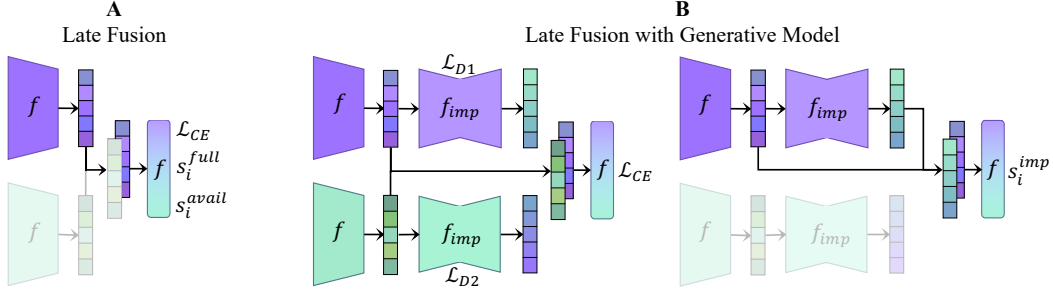 A
Late Fusion
f
f
f
ℒ_CE
s_i^full
s_i^avail
B
Late Fusion with Generative Model
ℒ_D1
f
f_imp
f
ℒ_CE
f
f_imp
ℒ_D2
f
f_imp
f
s_i^imp
f
f_imp